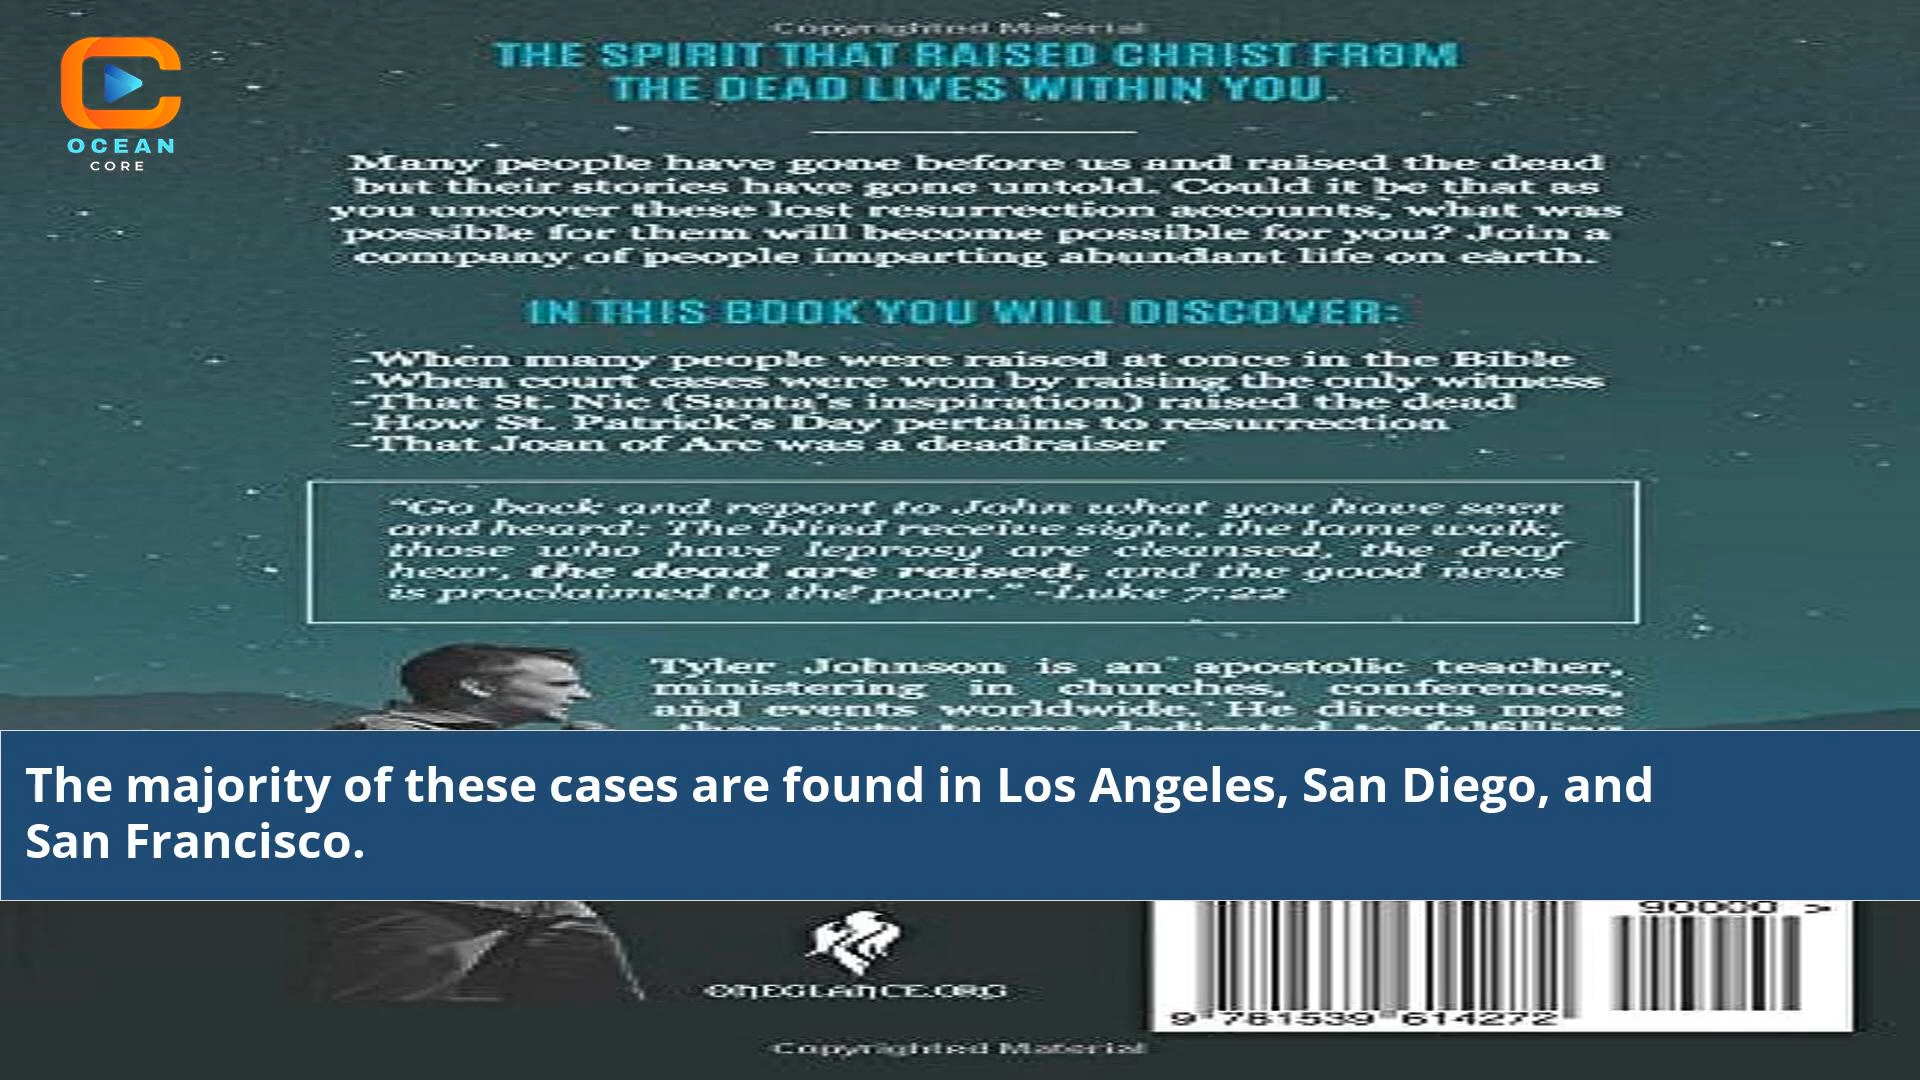 Copyrighted Material
THE SPIRIT THAT RAISED CHRIST FROM
THE DEAD LIVES WITHIN YOU.
OCEAN
CORE
Many people have gone before us and raised the dead
but their stories have gone untold. Could it be that as
you uncover these lost resurrection accounts, what was
possible for them will become possible for you? Join a
company of people imparting abundant life on earth.
IN THIS BOOK YOU WILL DISCOVER:
-When many people were raised at once in the Bible
-When court cases were won by raising the only witness
-That St. Nic (Santa's inspiration) raised the dead
-How St. Patrick's Day pertains to resurrection
-That Joan of Arc was a deadraiser
"Go back and report to John what you have seen
and heard: The blind receive sight, the lame walk,
those who have leprosy are cleansed, the deaf
hear, the dead are raised, and the good news
is proclaimed to the poor." -Luke 7:22
Tyler Johnson is an apostolic teacher,
ministering in churches, conferences,
and events worldwide. He directs more
than sixty teams dedicated to fulfilling
The majority of these cases are found in Los Angeles, San Diego, and
San Francisco.
90000 >
ONEGLANCE.ORG
9 781539 614272
Copyrighted Material